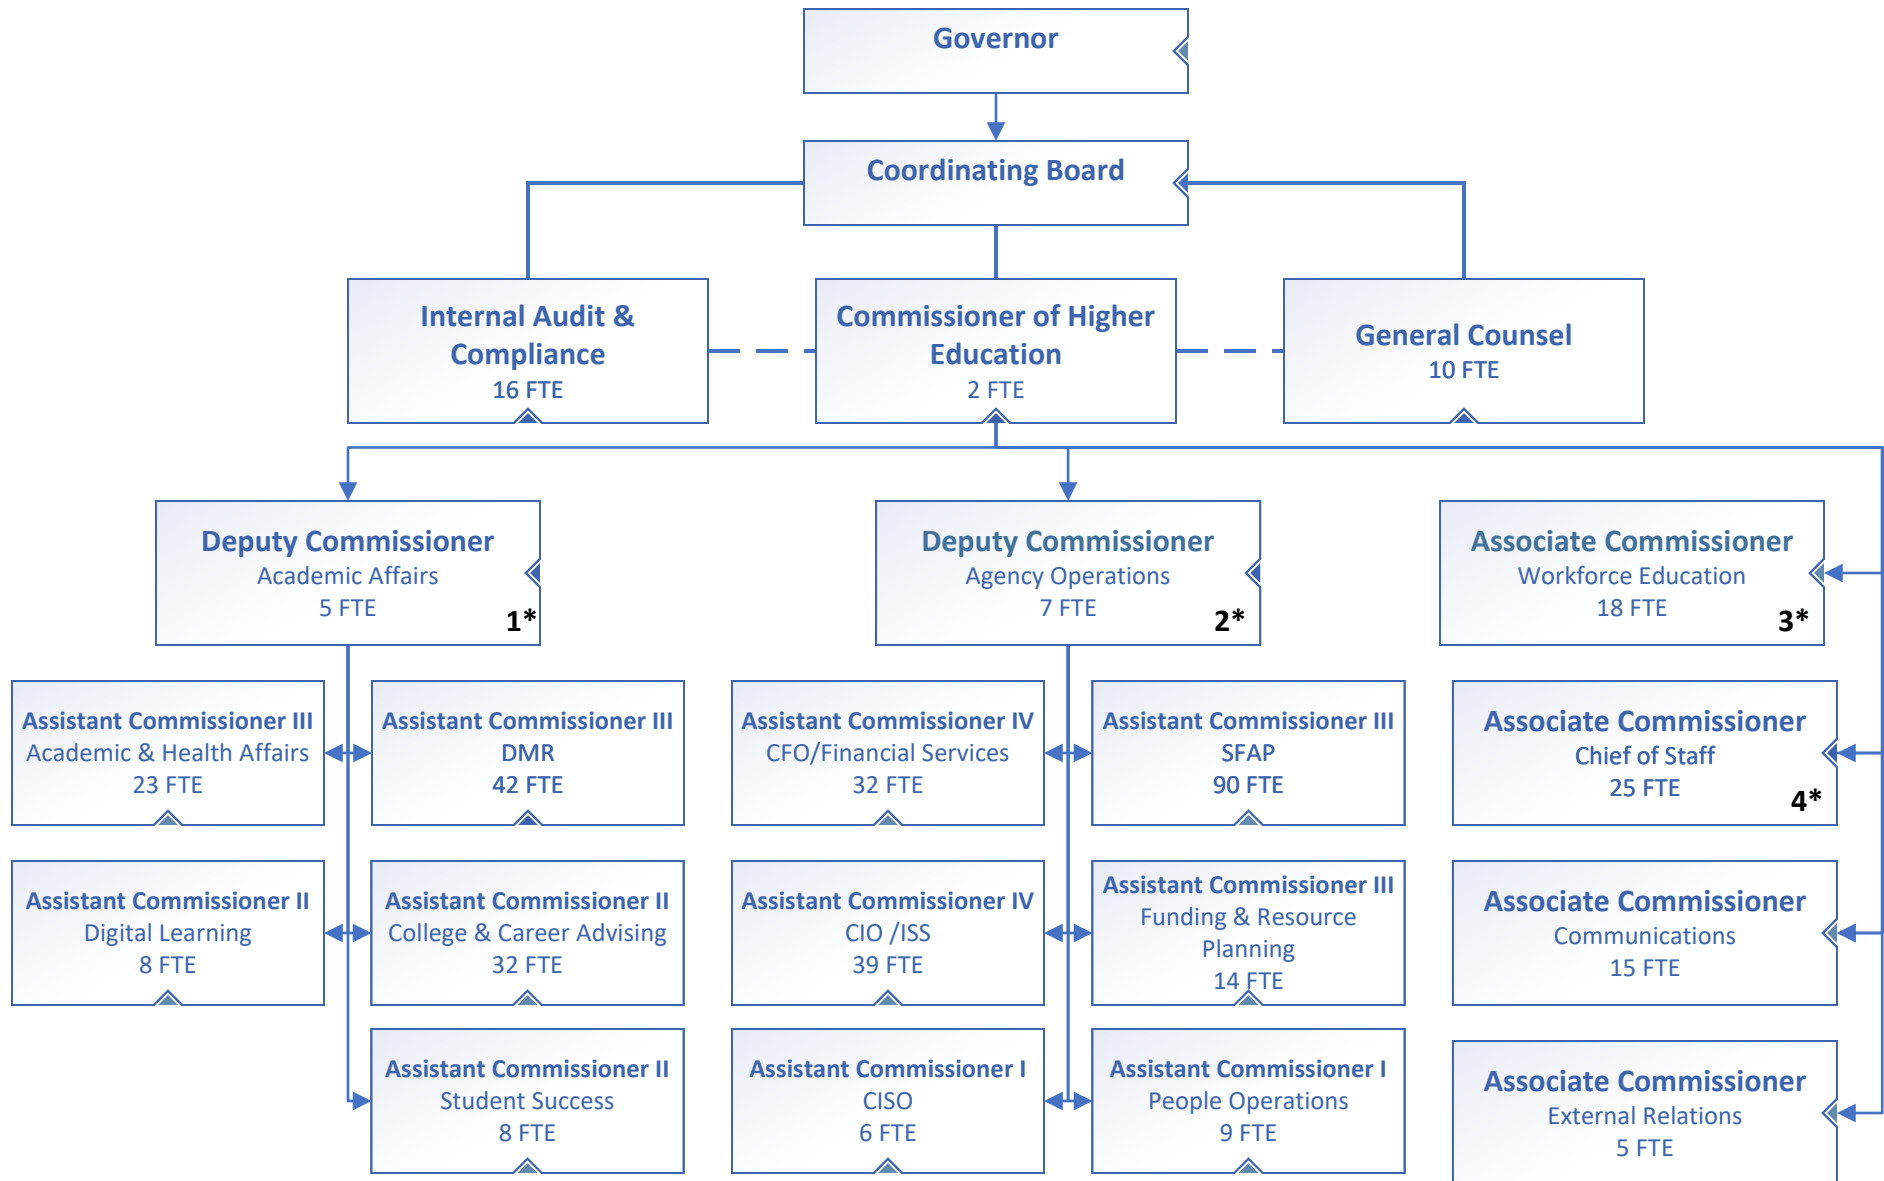 Governor
Coordinating Board
Internal Audit &
Compliance
16 FTE
Commissioner of Higher
Education
2 FTE
General Counsel
10 FTE
Deputy Commissioner
Academic Affairs
5 FTE
1*
Deputy Commissioner
Agency Operations
7 FTE
2*
Associate Commissioner
Workforce Education
18 FTE
3*
Assistant Commissioner III
Academic & Health Affairs
23 FTE
Assistant Commissioner III
DMR
42 FTE
Assistant Commissioner IV
CFO/Financial Services
32 FTE
Assistant Commissioner III
SFAP
90 FTE
Associate Commissioner
Chief of Staff
25 FTE
4*
Assistant Commissioner II
Digital Learning
8 FTE
Assistant Commissioner II
College & Career Advising
32 FTE
Assistant Commissioner IV
CIO /ISS
39 FTE
Assistant Commissioner III
Funding & Resource
Planning
14 FTE
Associate Commissioner
Communications
15 FTE
Assistant Commissioner II
Student Success
8 FTE
Assistant Commissioner I
CISO
6 FTE
Assistant Commissioner I
People Operations
9 FTE
Associate Commissioner
External Relations
5 FTE